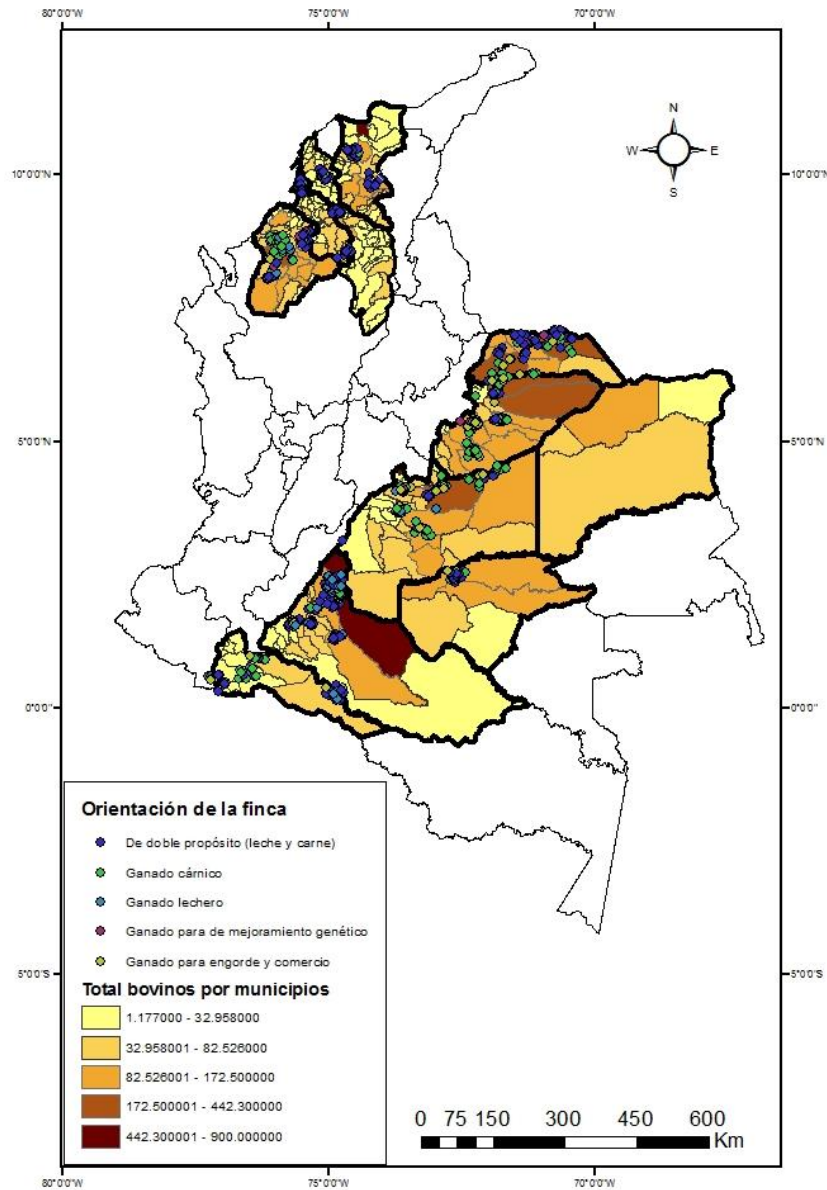 80°0'0"W 75°0'0"W 70°0'0"W
N
W E
S
10°0'0"N 10°0'0"N
5°0'0"N 5°0'0"N
0°0'0" 0°0'0"
5°0'0"S 5°0'0"S
Orientación de la finca
De doble propósito (leche y carne)
Ganado cárnico
Ganado lechero
Ganado para de mejoramiento genético
Ganado para engorde y comercio
Total bovinos por municipios
1.177000 - 32.958000
32.958001 - 82.526000
82.526001 - 172.500000
172.500001 - 442.300000
442.300001 - 900.000000
0 75 150 300 450 600
Km
80°0'0"W 75°0'0"W 70°0'0"W